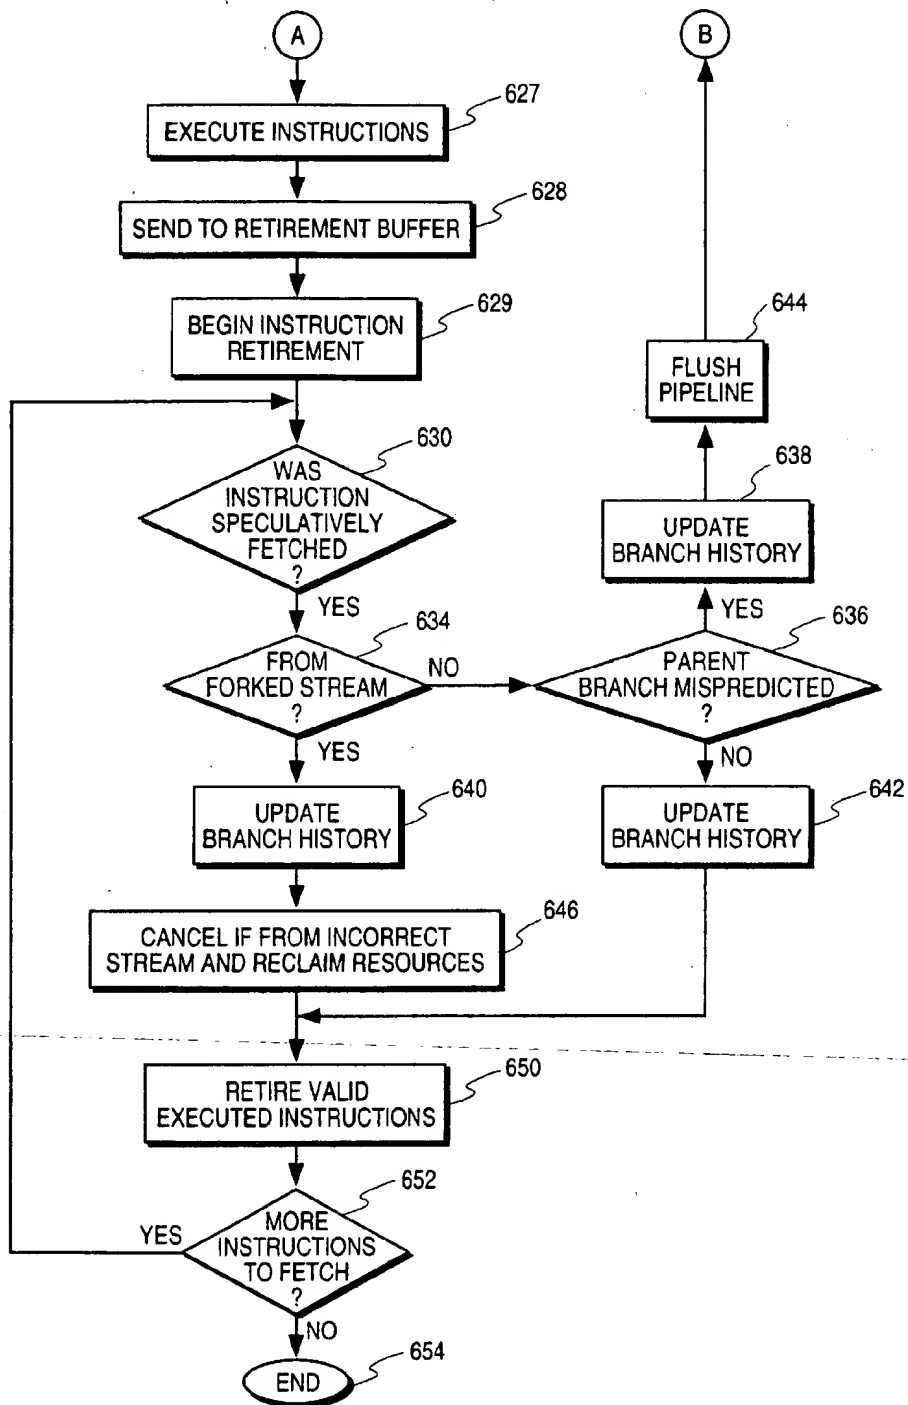 A
B
627
EXECUTE INSTRUCTIONS
628
SEND TO RETIREMENT BUFFER
629
BEGIN INSTRUCTION
RETIREMENT
644
FLUSH
PIPELINE
630
WAS
INSTRUCTION
SPECULATIVELY
FETCHED
?
YES
638
UPDATE
BRANCH HISTORY
YES
634
FROM
FORKED STREAM
?
NO
YES
636
PARENT
BRANCH MISPREDICTED
?
NO
640
UPDATE
BRANCH HISTORY
642
UPDATE
BRANCH HISTORY
646
CANCEL IF FROM INCORRECT
STREAM AND RECLAIM RESOURCES
650
RETIRE VALID
EXECUTED INSTRUCTIONS
652
YES
MORE
INSTRUCTIONS
TO FETCH
?
NO
654
END